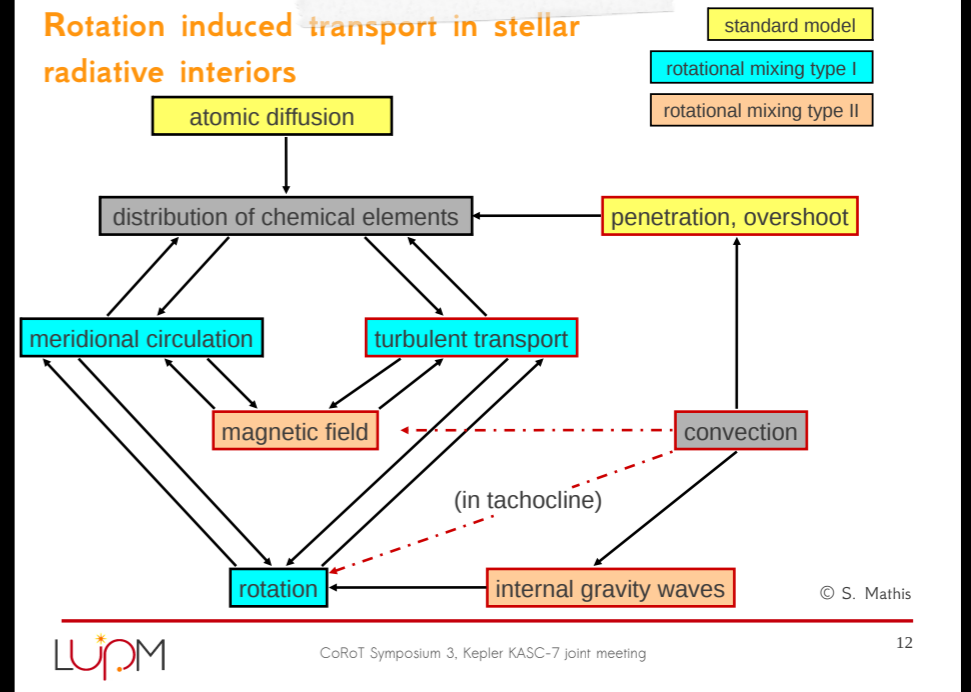 Rotation induced transport in stellar
radiative interiors
standard model
rotational mixing type I
rotational mixing type II
atomic diffusion
distribution of chemical elements
penetration, overshoot
meridional circulation
turbulent transport
magnetic field
convection
(in tachocline)
rotation
internal gravity waves
© S. Mathis
LUPM
CoRoT Symposium 3, Kepler KASC-7 joint meeting
12